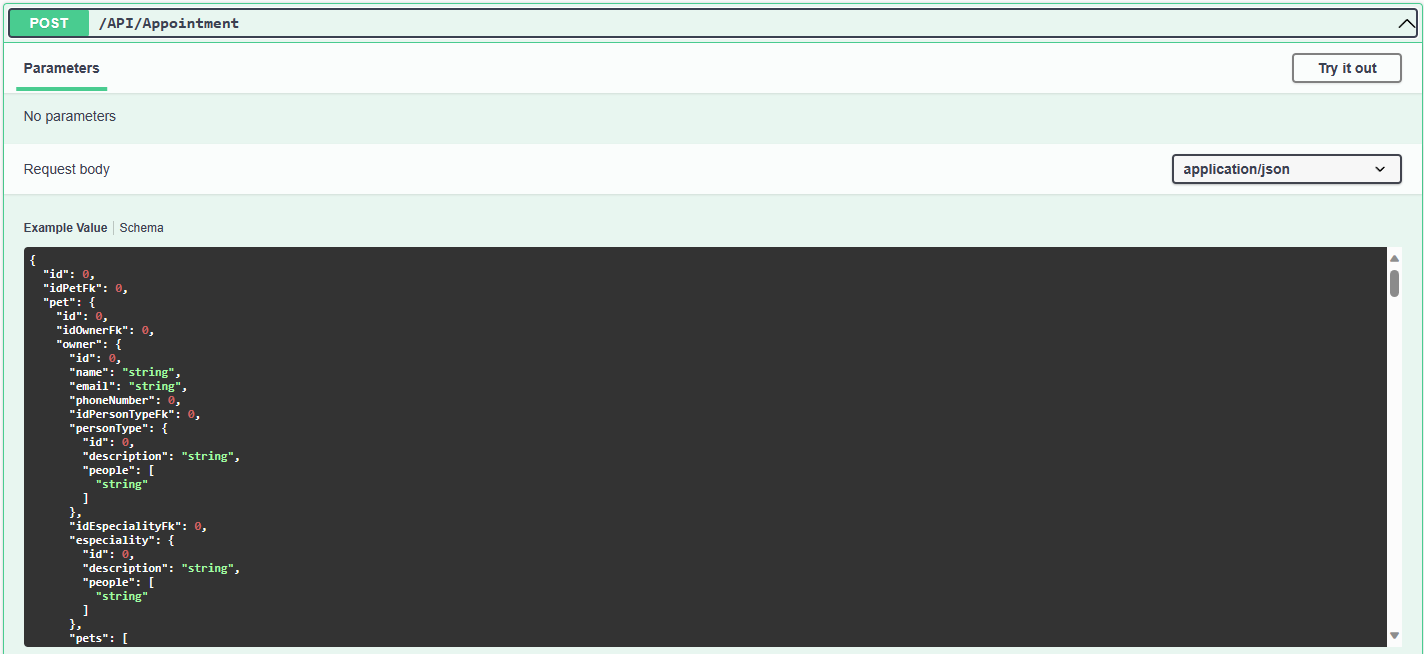 POST /API/Appointment
Parameters
Try it out
No parameters
Request body
application/json
Example Value Schema
{
  "id": 0,
  "idPetFk": 0,
  "pet": {
    "id": 0,
    "idOwnerFk": 0,
    "owner": {
      "id": 0,
      "name": "string",
      "email": "string",
      "phoneNumber": 0,
      "idPersonTypeFk": 0,
      "personType": {
        "id": 0,
        "description": "string",
        "people": [
          "string"
        ]
      },
      "idEspecialityFk": 0,
      "especiality": {
        "id": 0,
        "description": "string",
        "people": [
          "string"
        ]
      },
      "pets": [